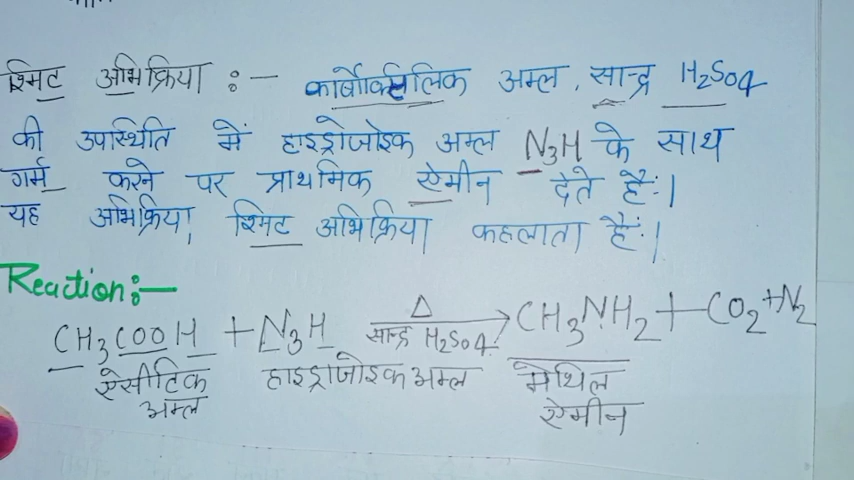 श्मिट अभिक्रिया :- कार्बोक्सिलिक अम्ल, सान्द्र H₂SO₄
की उपस्थिति में हाइड्रोजोइक अम्ल N₃H के साथ
गर्म करने पर प्राथमिक ऐमीन देते हैं।
यह अभिक्रिया, श्मिट अभिक्रिया कहलाता हैं।
Reaction:-
CH₃COOH + N₃H Δ सान्द्र H₂SO₄ → CH₃NH₂ + CO₂ + N₂
ऐसीटिक हाइड्राजोइक अम्ल मेथिल
अम्ल ऐमीन